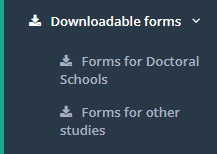 Downloadable forms
Forms for Doctoral
Schools
Forms for other
studies